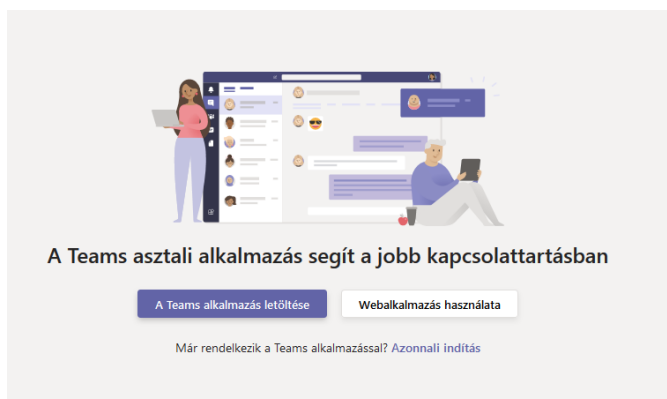 A Teams asztali alkalmazás segít a jobb kapcsolattartásban
A Teams alkalmazás letöltése
Webalkalmazás használata
Már rendelkezik a Teams alkalmazással? Azonnali indítás